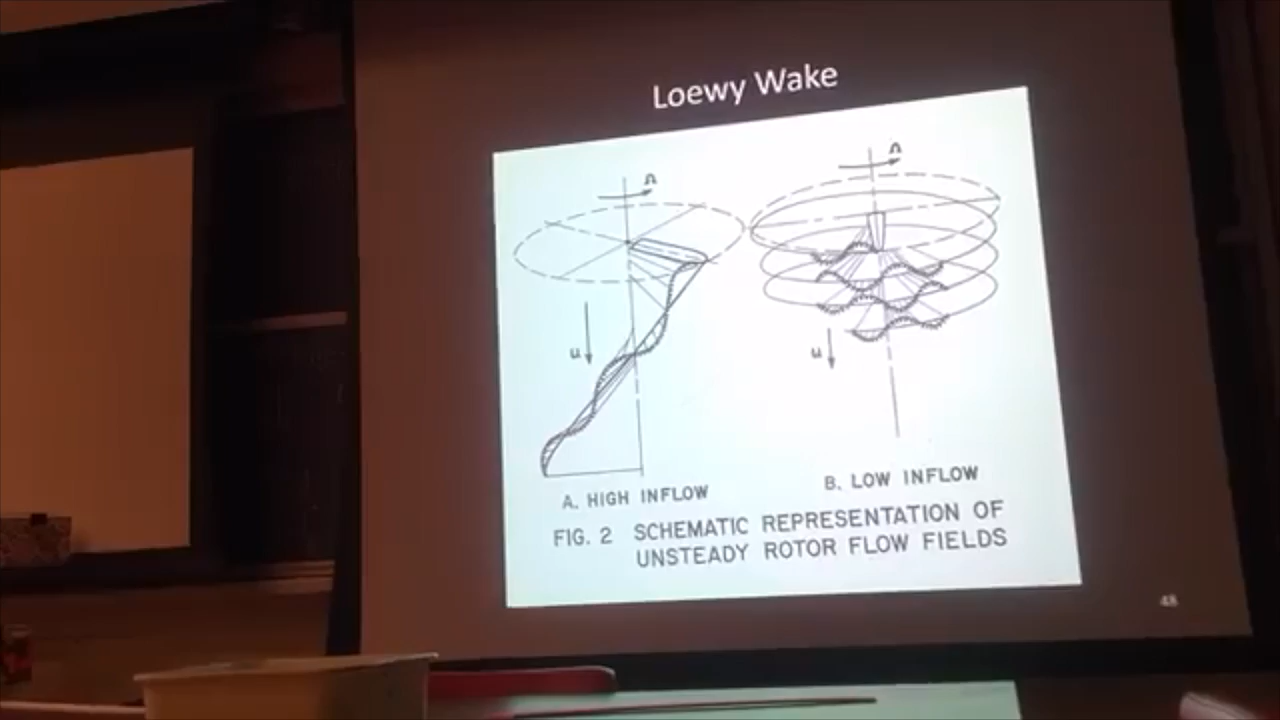 Loewy Wake
Ω
Ω
u
u
A. HIGH INFLOW
B. LOW INFLOW
FIG. 2 SCHEMATIC REPRESENTATION OF
UNSTEADY ROTOR FLOW FIELDS